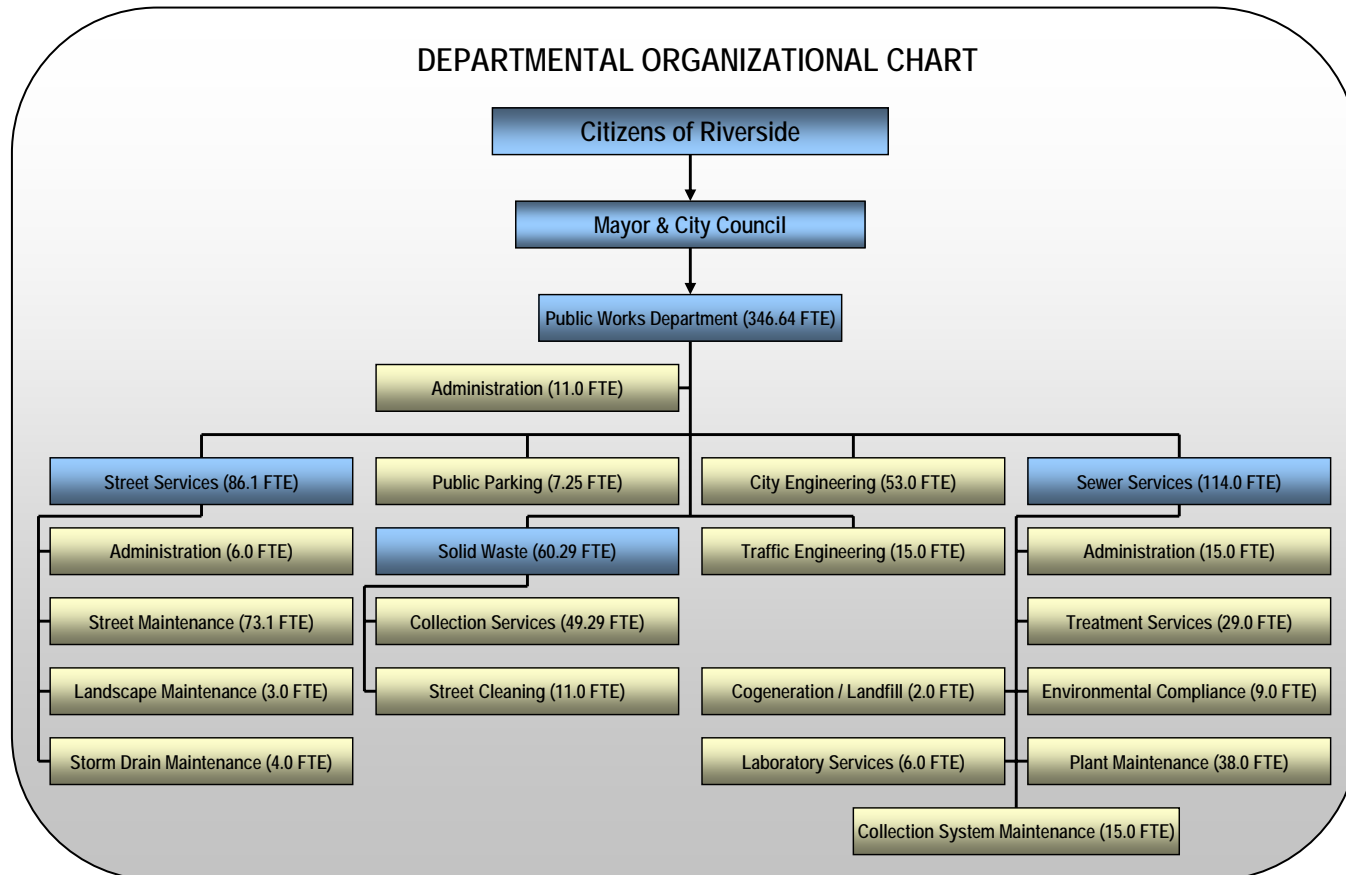 DEPARTMENTAL ORGANIZATIONAL CHART
Citizens of Riverside
Mayor & City Council
Public Works Department (346.64 FTE)
Administration (11.0 FTE)
Street Services (86.1 FTE)
Public Parking (7.25 FTE)
City Engineering (53.0 FTE)
Sewer Services (114.0 FTE)
Administration (6.0 FTE)
Solid Waste (60.29 FTE)
Traffic Engineering (15.0 FTE)
Administration (15.0 FTE)
Street Maintenance (73.1 FTE)
Collection Services (49.29 FTE)
Treatment Services (29.0 FTE)
Landscape Maintenance (3.0 FTE)
Street Cleaning (11.0 FTE)
Cogeneration / Landfill (2.0 FTE)
Environmental Compliance (9.0 FTE)
Storm Drain Maintenance (4.0 FTE)
Laboratory Services (6.0 FTE)
Plant Maintenance (38.0 FTE)
Collection System Maintenance (15.0 FTE)